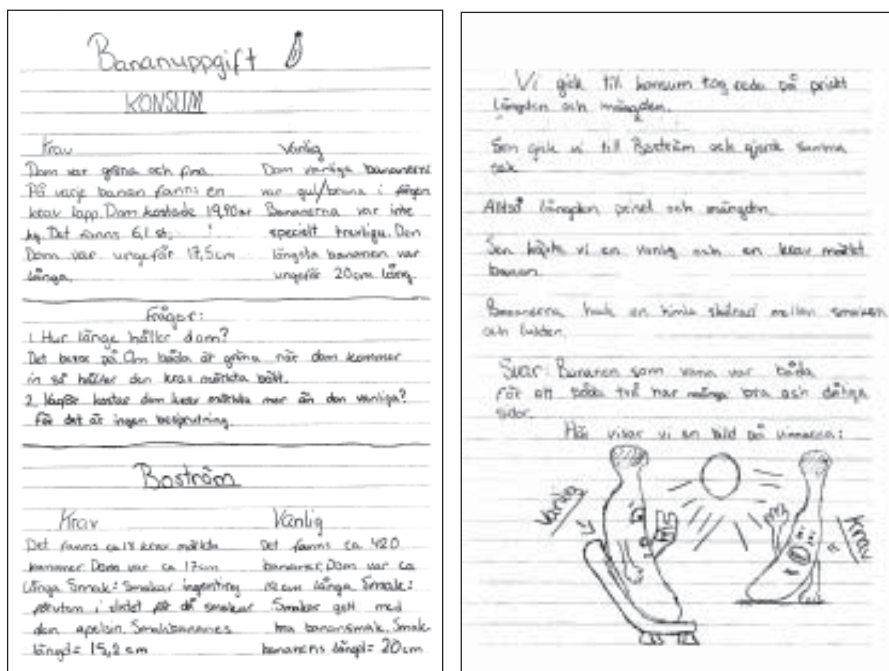 Bananuppgift
KONSUM
Krav
Dom var gröna och fina.
På varje banan fanns en
krav lapp. Dom kostade 19,90 kr
kg. Det fanns 61 st.
Dom var ungefär 17,5 cm
långa.
Vanlig
Dom vanliga bananerna
var gul/bruna i färgen
Bananerna var inte
speciellt trevliga. Den
längsta bananen var
ungefär 20cm lång.
Frågor:
1. Hur länge håller dom?
Det beror på. Om båda är gröna när dom kommer
in så håller den krav märkta bäst.
2. Varför kostar dom krav märkta mer än den vanliga?
För det är ingen besprutning.
Boström
Krav
Det fanns ca 18 krav märkta
bananer. Dom var ca 17cm
långa. Smak: Smakar ingenting
förutom i slutet för då smakar
den apelsin. Smakbananens
längd = 15,2 cm
Vanlig
Det fanns ca 420
bananer. Dom var ca
cm långa. Smak:
Smakar gott med
bra banansmak. Smak
bananens längd = 20cm
Vi gick till konsum tog reda på priset
längden och mängden.
Sen gick vi till Boström och gjorde samma
sak.
Alltså längden priset och mängden.
Sen köpte vi en vanlig och en krav märkt
banan.
Bananerna hade en himla skillnad mellan smaken
och lukten.
Svar: Bananen som vann var båda
för att båda två har många bra och dåliga
sidor.
Här visar vi en bild på vinnarna:
Vanlig
Krav